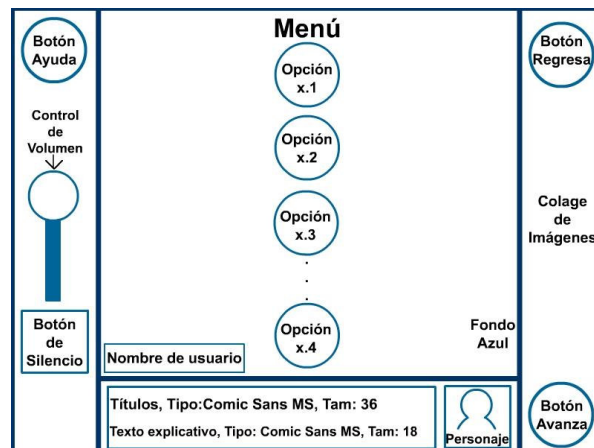 Botón
Ayuda
Control
de
Volumen
Botón
de
Silencio
Menú
Opción
x.1
Opción
x.2
Opción
x.3
Opción
x.4
Nombre de usuario
Fondo
Azul
Títulos, Tipo:Comic Sans MS, Tam: 36
Texto explicativo, Tipo: Comic Sans MS, Tam: 18
Personaje
Botón
Regresa
Colage
de
Imágenes
Botón
Avanza